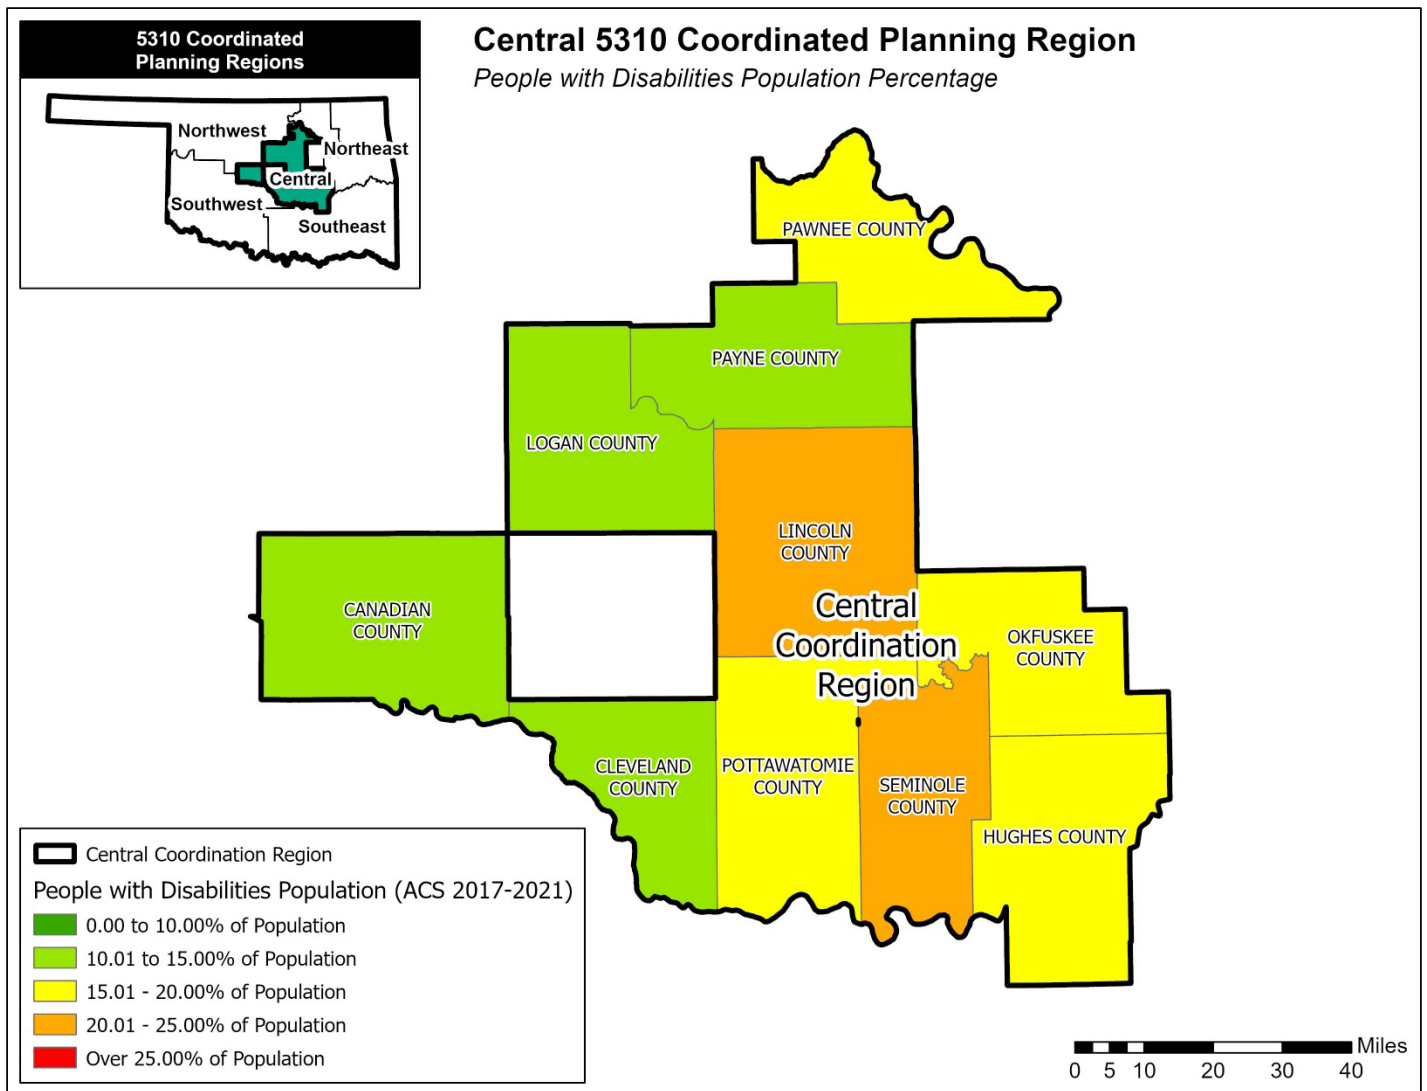 5310 Coordinated
Planning Regions
Northwest
Northeast
Central
Southwest
Southeast
Central 5310 Coordinated Planning Region
People with Disabilities Population Percentage
PAWNEE COUNTY
PAYNE COUNTY
LOGAN COUNTY
LINCOLN
COUNTY
CANADIAN
COUNTY
Central
Coordination
Region
OKFUSKEE
COUNTY
CLEVELAND
COUNTY
POTTAWATOMIE
COUNTY
SEMINOLE
COUNTY
HUGHES COUNTY
Central Coordination Region
People with Disabilities Population (ACS 2017-2021)
0.00 to 10.00% of Population
10.01 to 15.00% of Population
15.01 - 20.00% of Population
20.01 - 25.00% of Population
Over 25.00% of Population
Miles
0 5 10 20 30 40